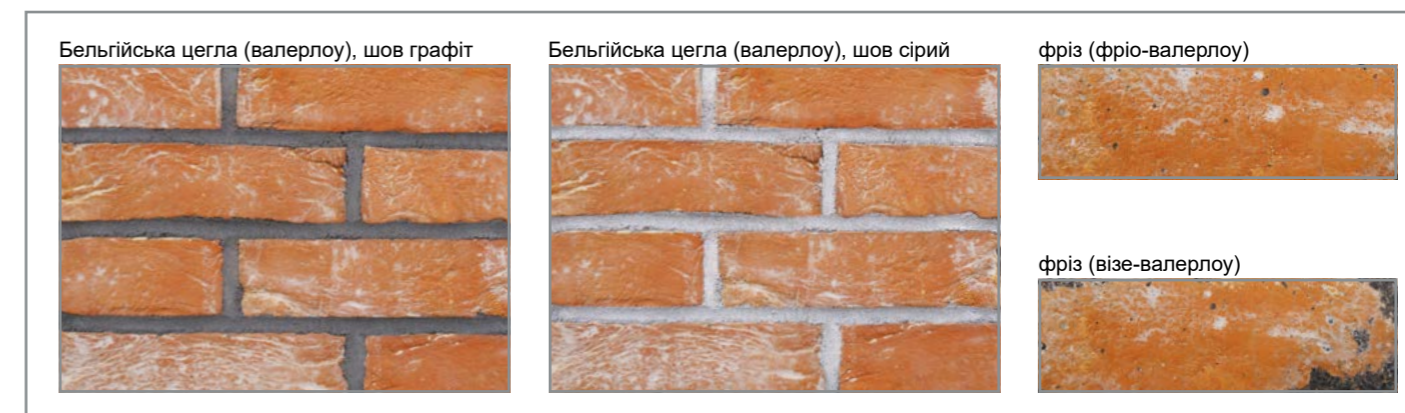 Бельгійська цегла (валерлоу), шов графіт
Бельгійська цегла (валерлоу), шов сірий
фріз (фріо-валерлоу)
фріз (візе-валерлоу)